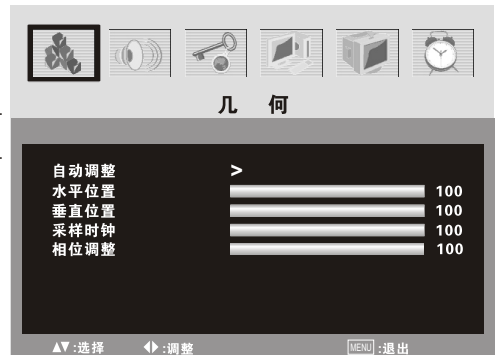 几 何
自动调整 >
水平位置 100
垂直位置 100
采样时钟 100
相位调整 100
▲▼:选择 ◀▶:调整 MENU:退出